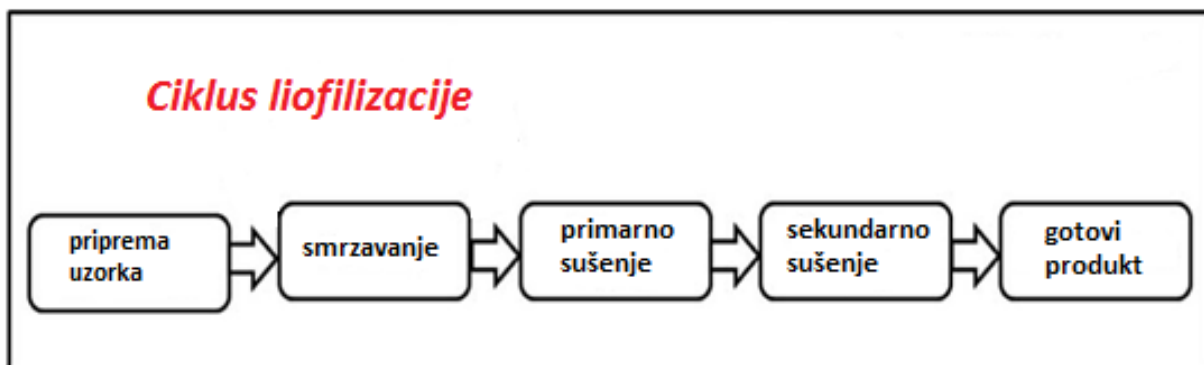 Ciklus liofilizacije
priprema
uzorka
smrzavanje
primarno
sušenje
sekundarno
sušenje
gotovi
produkt